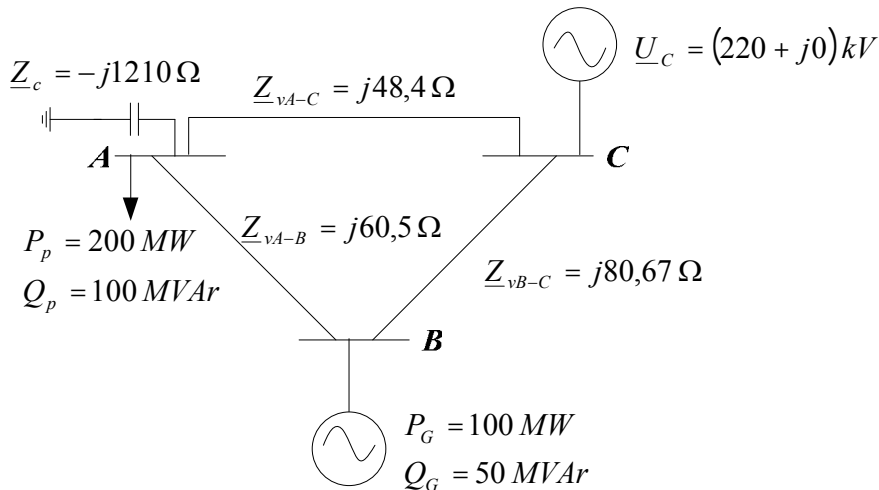 U_C = (220 + j0) kV
Z_c = −j1210 Ω
Z_vA−C = j48,4 Ω
A
C
Z_vA−B = j60,5 Ω
P_p = 200 MW
Z_vB−C = j80,67 Ω
Q_p = 100 MVAr
B
P_G = 100 MW
Q_G = 50 MVAr